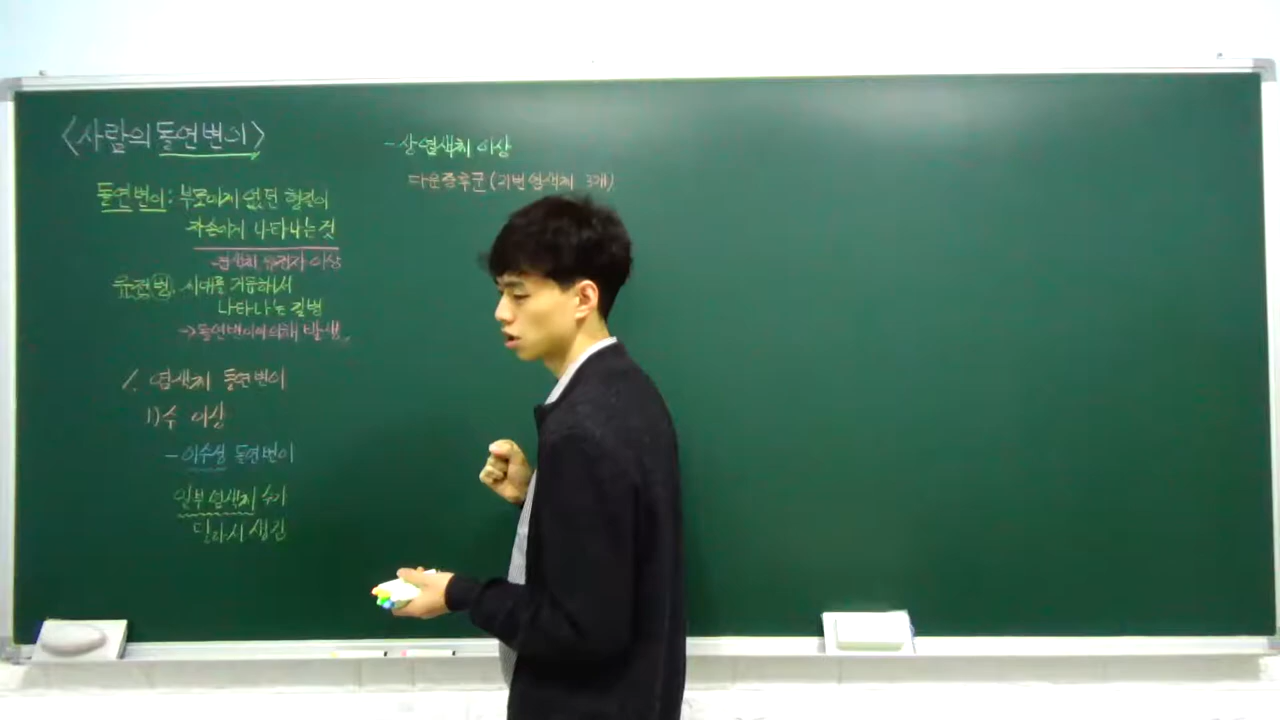 <사람의 돌연변이>
돌연변이: 부모에게 없던 형질이
자손에게 나타나는 것
염색체, 유전자 이상
유전병: 세대를 거듭해서
나타나는 질병
→돌연변이에 의해 발생
1. 염색체 돌연변이
1) 수 이상
- 이수성 돌연변이
일부 염색체 수가
달라서 생긴
- 상염색체 이상
다운증후군 (21번 염색체 3개)